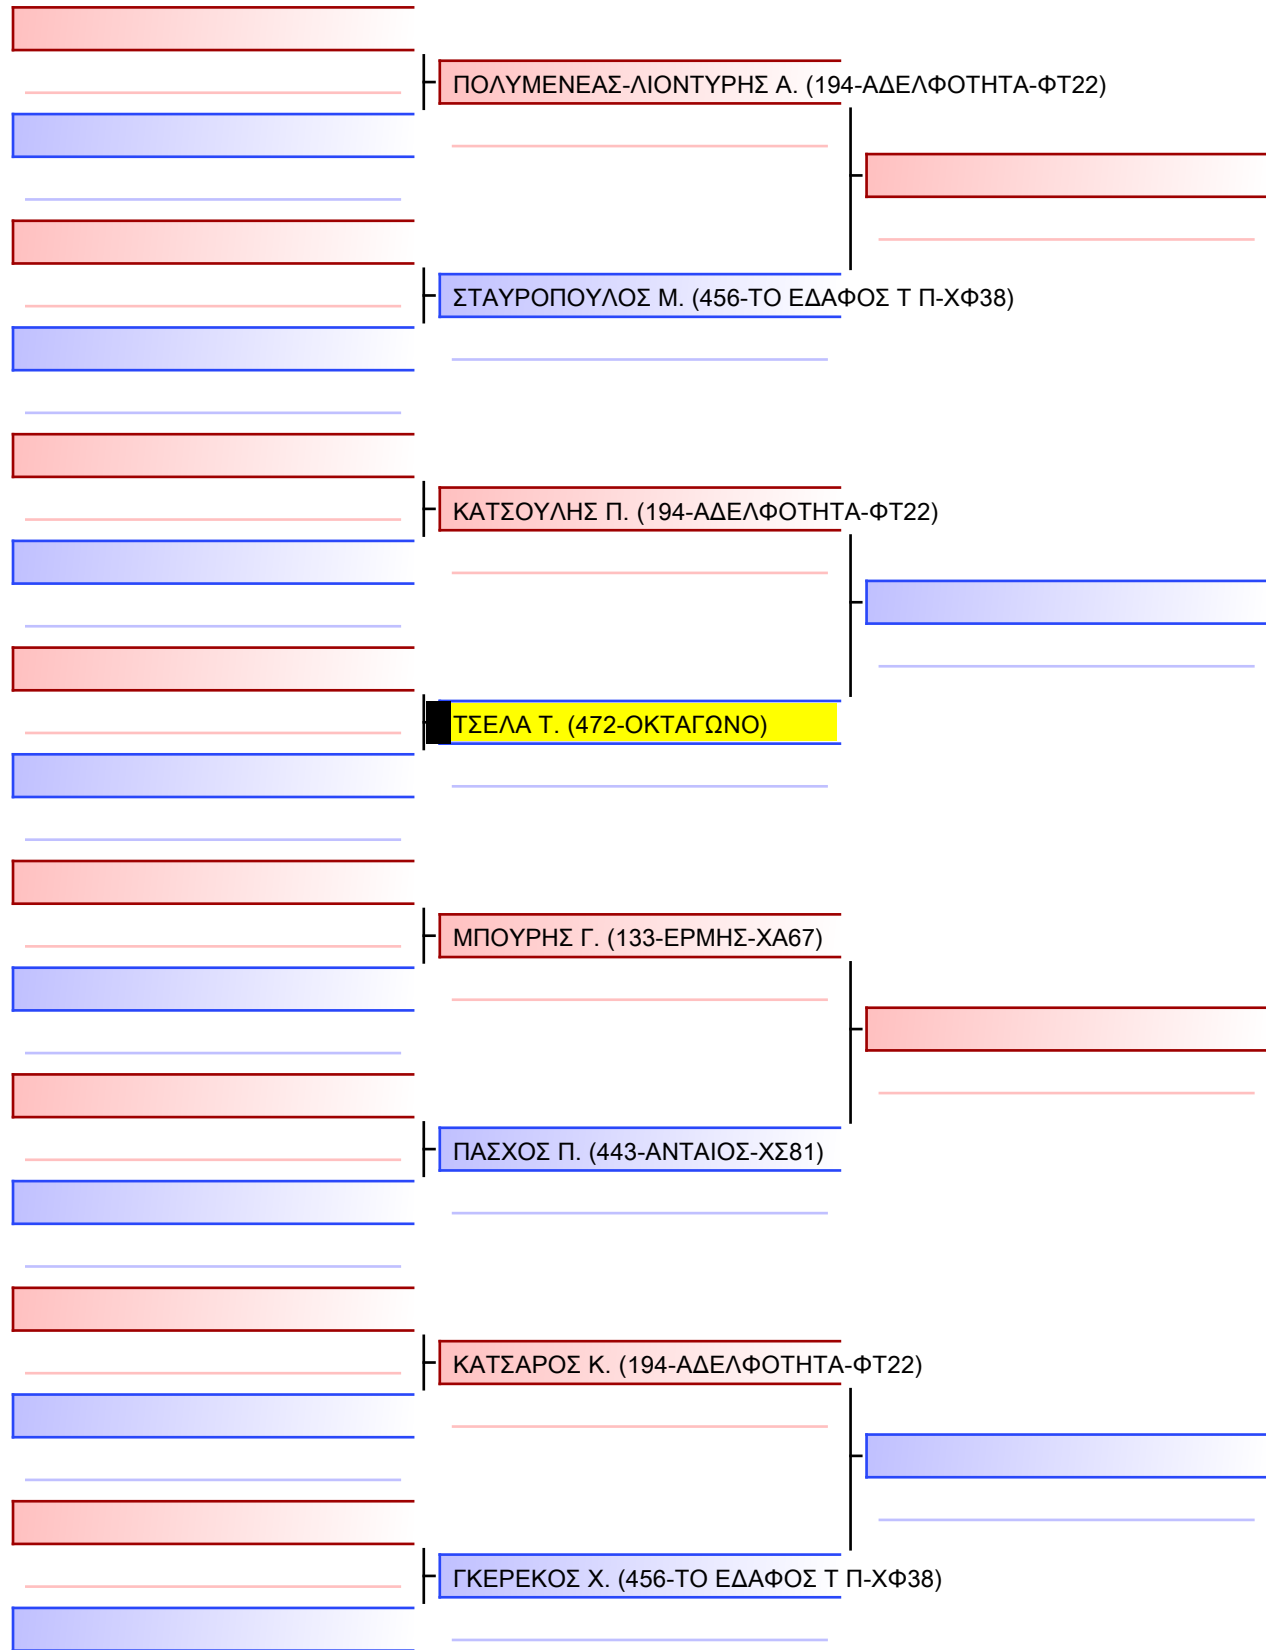 ΠΟΛΥΜΕΝΕΑΣ-ΛΙΟΝΤΥΡΗΣ Α. (194-ΑΔΕΛΦΟΤΗΤΑ-ΦΤ22)
ΣΤΑΥΡΟΠΟΥΛΟΣ Μ. (456-ΤΟ ΕΔΑΦΟΣ Τ Π-ΧΦ38)
ΚΑΤΣΟΥΛΗΣ Π. (194-ΑΔΕΛΦΟΤΗΤΑ-ΦΤ22)
ΤΣΕΛΑ Τ. (472-ΟΚΤΑΓΩΝΟ)
ΜΠΟΥΡΗΣ Γ. (133-ΕΡΜΗΣ-ΧΑ67)
ΠΑΣΧΟΣ Π. (443-ΑΝΤΑΙΟΣ-ΧΣ81)
ΚΑΤΣΑΡΟΣ Κ. (194-ΑΔΕΛΦΟΤΗΤΑ-ΦΤ22)
ΓΚΕΡΕΚΟΣ Χ. (456-ΤΟ ΕΔΑΦΟΣ Τ Π-ΧΦ38)